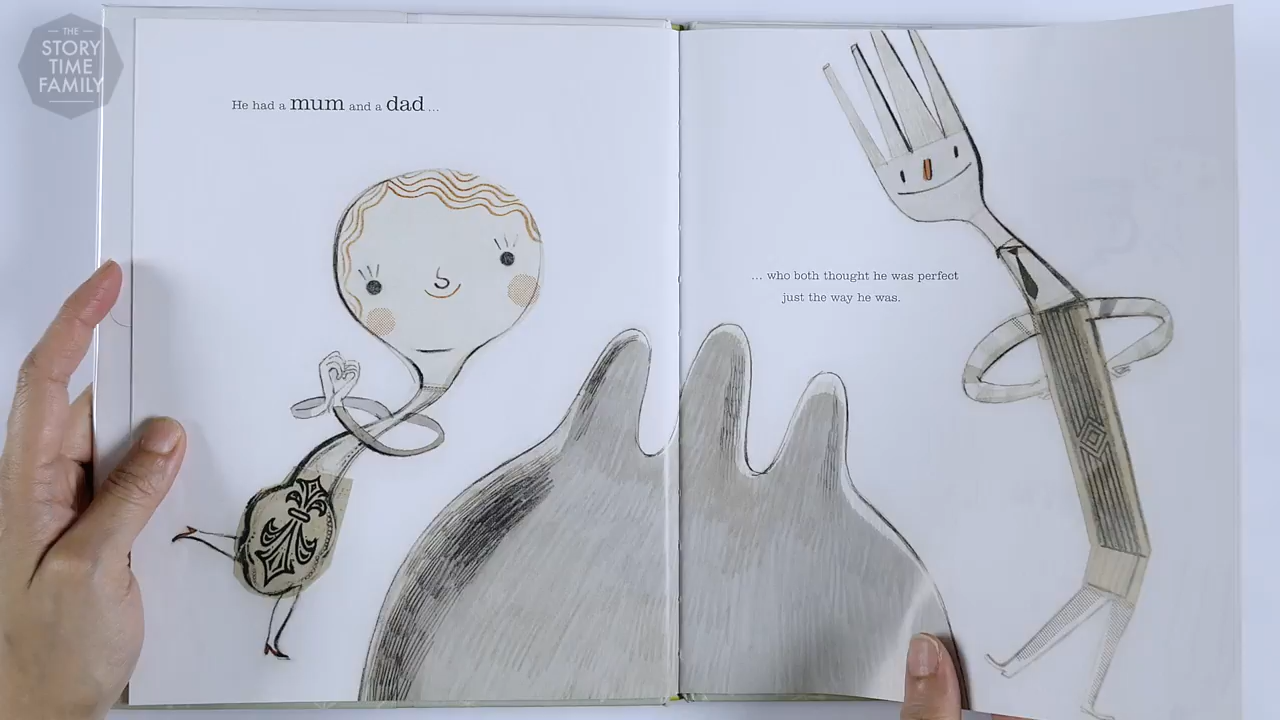 THE
STORY
TIME
FAMILY
He had a mum and a dad ...
... who both thought he was perfect
just the way he was.